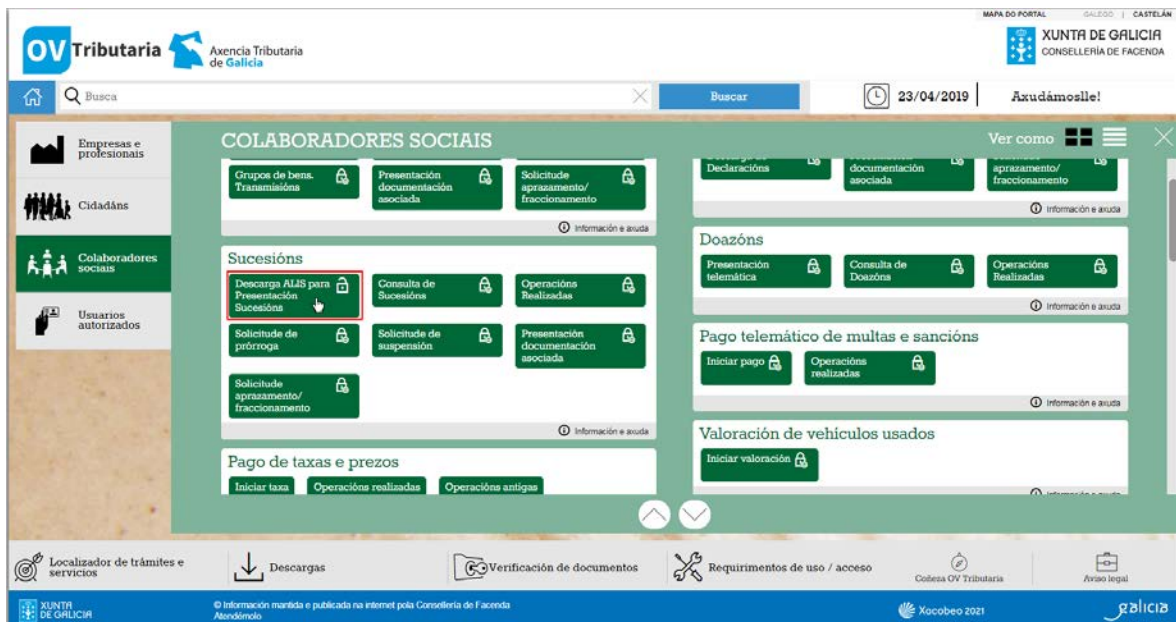 MAPA DO PORTAL GALEGO | CASTELÁN
OV Tributaria
Axencia Tributaria
de Galicia
XUNTA DE GALICIA
CONSELLERÍA DE FACENDA
Busca
Buscar
23/04/2019
Axudámoslle!
Empresas e
profesionais
Cidadáns
Colaboradores
sociais
Usuarios
autorizados
COLABORADORES SOCIAIS
Ver como
Grupos de bens.
Transmisións
Presentación
documentación
asociada
Solicitude
aprazamento/
fraccionamento
Información e axuda
Sucesións
Descarga ALIS para
Presentación
Sucesións
Consulta de
Sucesións
Operacións
Realizadas
Solicitude de
prórroga
Solicitude de
suspensión
Presentación
documentación
asociada
Solicitude
aprazamento/
fraccionamento
Información e axuda
Pago de taxas e prezos
Iniciar taxa
Operacións realizadas
Operacións antigas
Declaracións
documentación
asociada
aprazamento/
fraccionamento
Información e axuda
Doazóns
Presentación
telemática
Consulta de
Doazóns
Operacións
Realizadas
Información e axuda
Pago telemático de multas e sancións
Iniciar pago
Operacións
realizadas
Información e axuda
Valoración de vehículos usados
Iniciar valoración
Localizador de trámites e
servicios
Descargas
Verificación de documentos
Requirimentos de uso / acceso
Coñeza OV Tributaria
Aviso legal
XUNTA
DE GALICIA
© Información mantida e publicada na internet pola Consellería de Facenda
Atendémolo
Xacobeo 2021
galicia